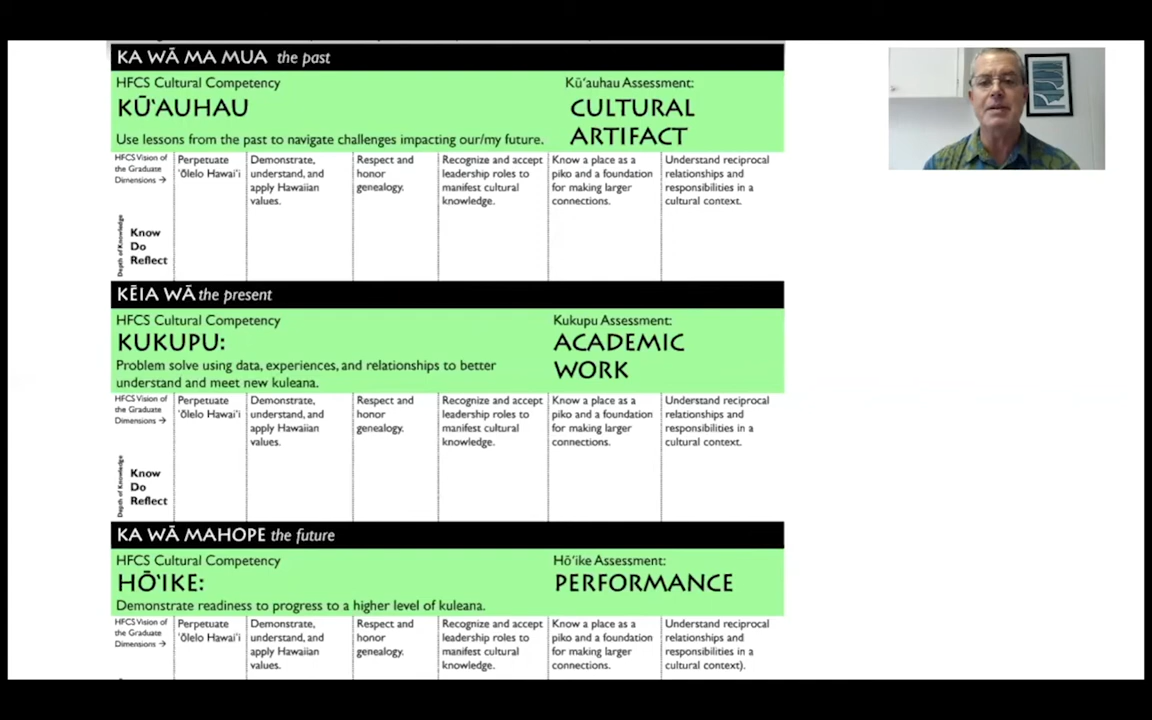 KA WĀ MA MUA the past
HFCS Cultural Competency
KŪʻAUHAU
Use lessons from the past to navigate challenges impacting our/my future.
Kūʻauhau Assessment:
CULTURAL
ARTIFACT
HFCS Vision of
the Graduate
Dimensions →
Perpetuate
ʻŌlelo Hawaiʻi
Demonstrate,
understand, and
apply Hawaiian
values.
Respect and
honor
genealogy.
Recognize and accept
leadership roles to
manifest cultural
knowledge.
Know a place as a
piko and a foundation
for making larger
connections.
Understand reciprocal
relationships and
responsibilities in a
cultural context.
Depth of Knowledge
Know
Do
Reflect
KĒIA WĀ the present
HFCS Cultural Competency
KUKUPU:
Problem solve using data, experiences, and relationships to better
understand and meet new kuleana.
Kukupu Assessment:
ACADEMIC
WORK
HFCS Vision of
the Graduate
Dimensions →
Perpetuate
ʻŌlelo Hawaiʻi
Demonstrate,
understand, and
apply Hawaiian
values.
Respect and
honor
genealogy.
Recognize and accept
leadership roles to
manifest cultural
knowledge.
Know a place as a
piko and a foundation
for making larger
connections.
Understand reciprocal
relationships and
responsibilities in a
cultural context.
Depth of Knowledge
Know
Do
Reflect
KA WĀ MAHOPE the future
HFCS Cultural Competency
HŌʻIKE:
Demonstrate readiness to progress to a higher level of kuleana.
Hōʻike Assessment:
PERFORMANCE
HFCS Vision of
the Graduate
Dimensions →
Perpetuate
ʻŌlelo Hawaiʻi
Demonstrate,
understand, and
apply Hawaiian
values.
Respect and
honor
genealogy.
Recognize and accept
leadership roles to
manifest cultural
knowledge.
Know a place as a
piko and a foundation
for making larger
connections.
Understand reciprocal
relationships and
responsibilities in a
cultural context).